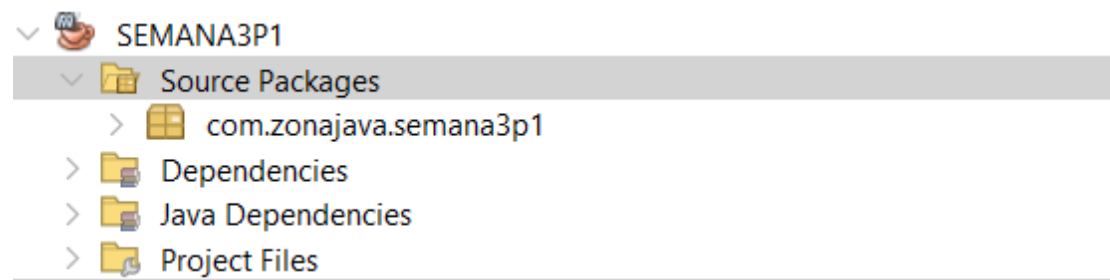 SEMANA3P1
Source Packages
com.zonajava.semana3p1
Dependencies
Java Dependencies
Project Files